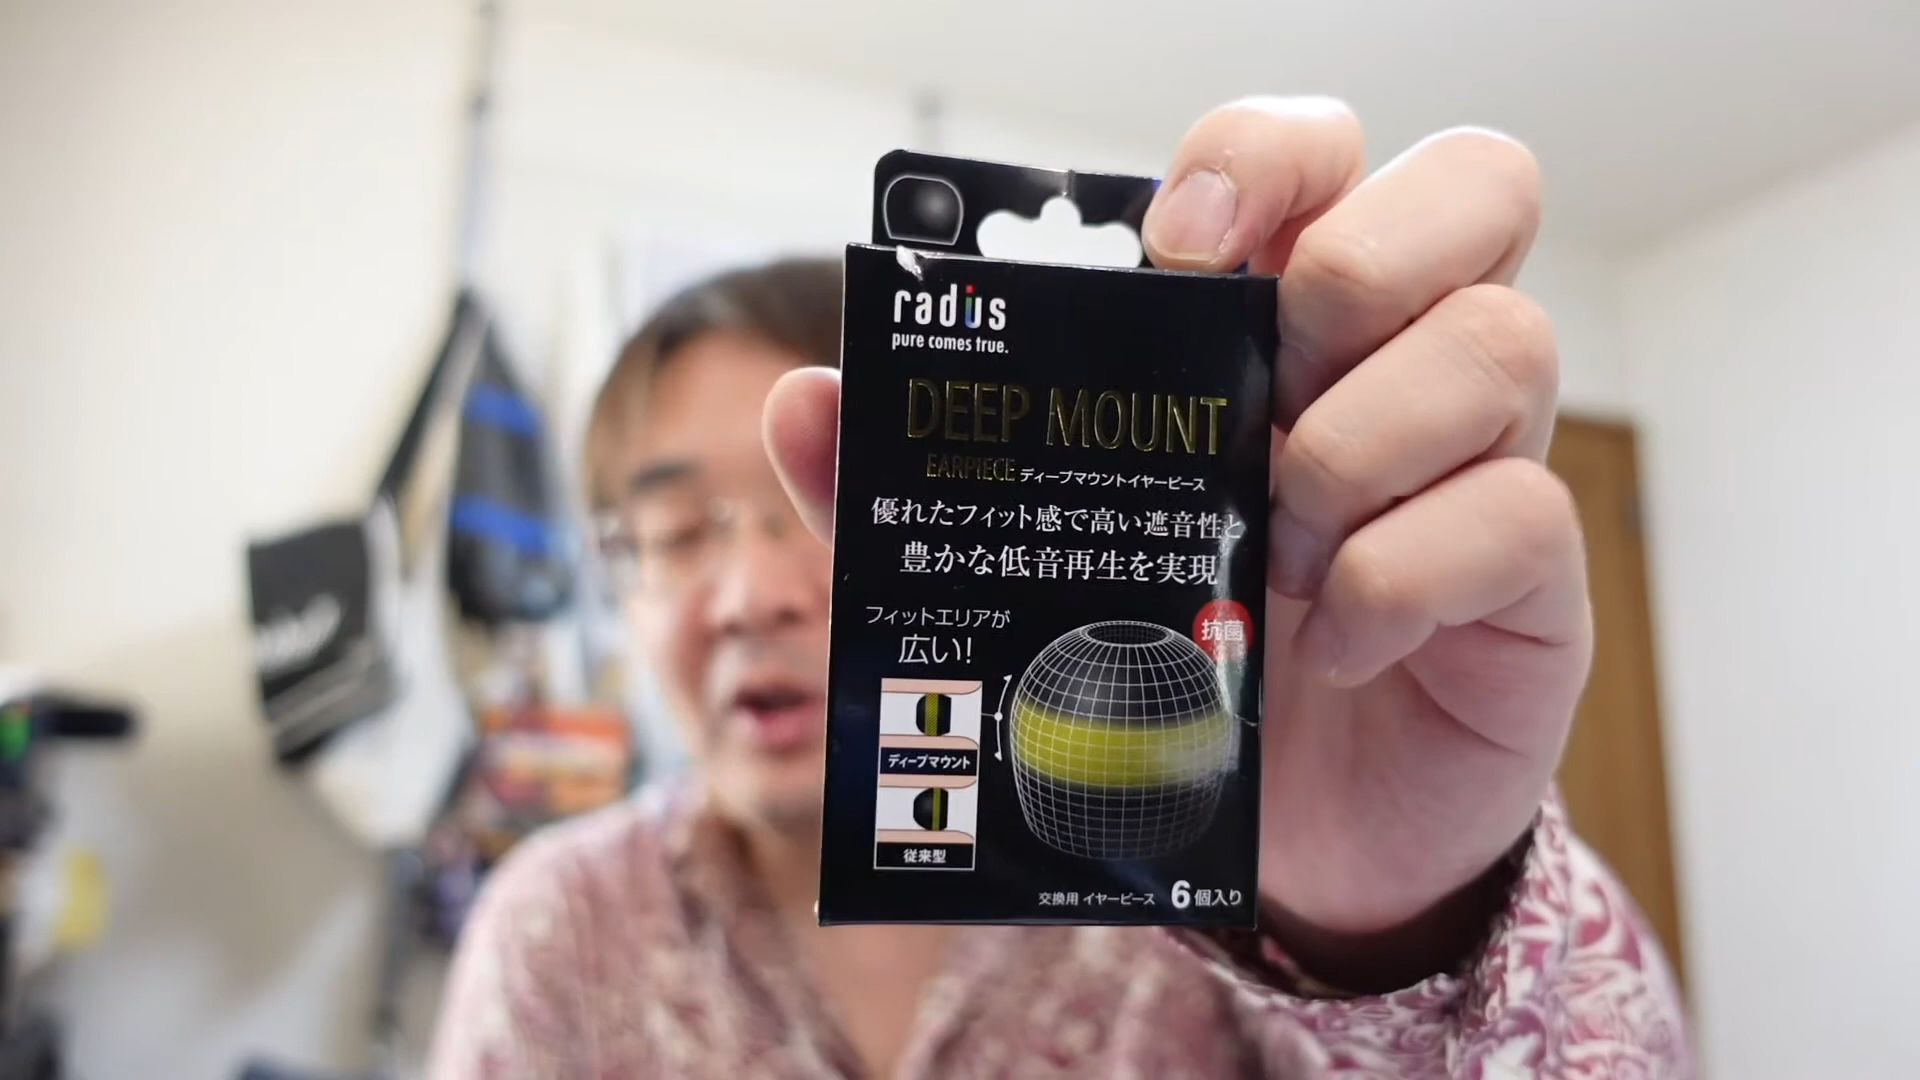 radius
pure comes true.
DEEP MOUNT
EARPIECE ディープマウントイヤーピース
優れたフィット感で高い遮音性と
豊かな低音再生を実現
フィットエリアが
広い!
抗菌
ディープマウント
従来型
交換用 イヤーピース 6個入り